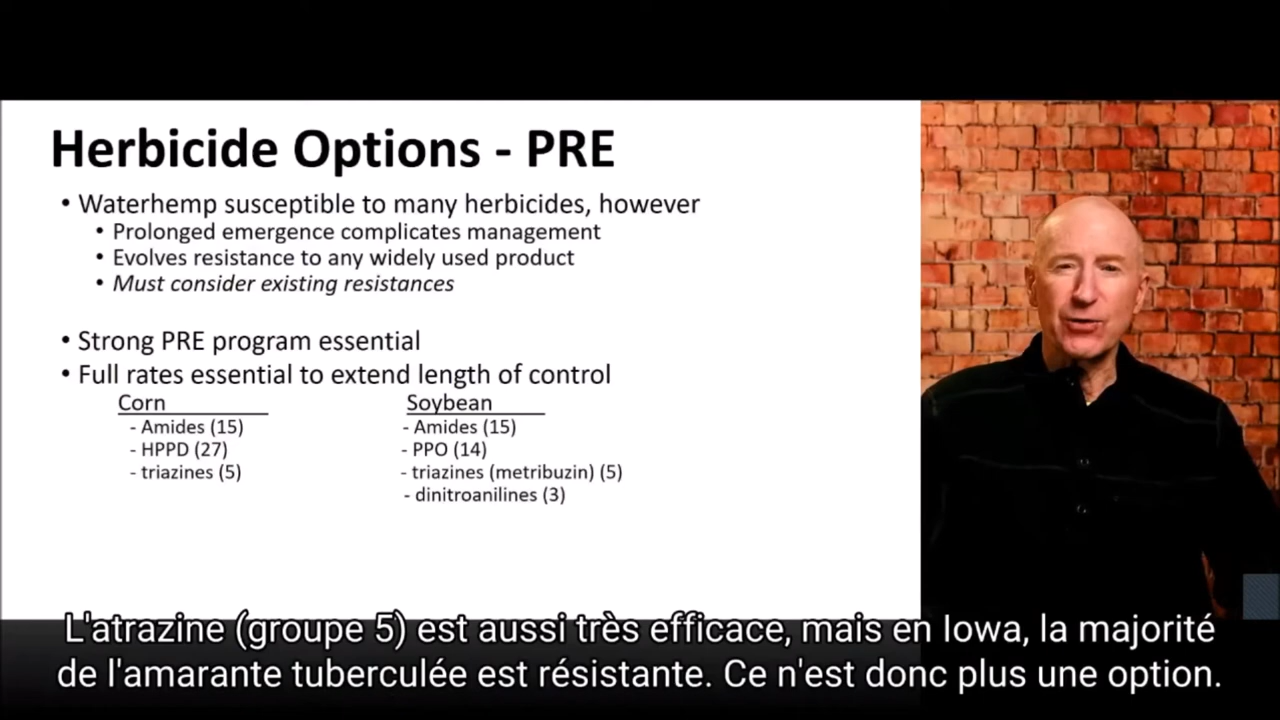 Herbicide Options - PRE
• Waterhemp susceptible to many herbicides, however
• Prolonged emergence complicates management
• Evolves resistance to any widely used product
• Must consider existing resistances
• Strong PRE program essential
• Full rates essential to extend length of control
Corn
- Amides (15)
- HPPD (27)
- triazines (5)
Soybean
- Amides (15)
- PPO (14)
- triazines (metribuzin) (5)
- dinitroanilines (3)
L'atrazine (groupe 5) est aussi très efficace, mais en Iowa, la majorité
de l'amarante tuberculée est résistante. Ce n'est donc plus une option.